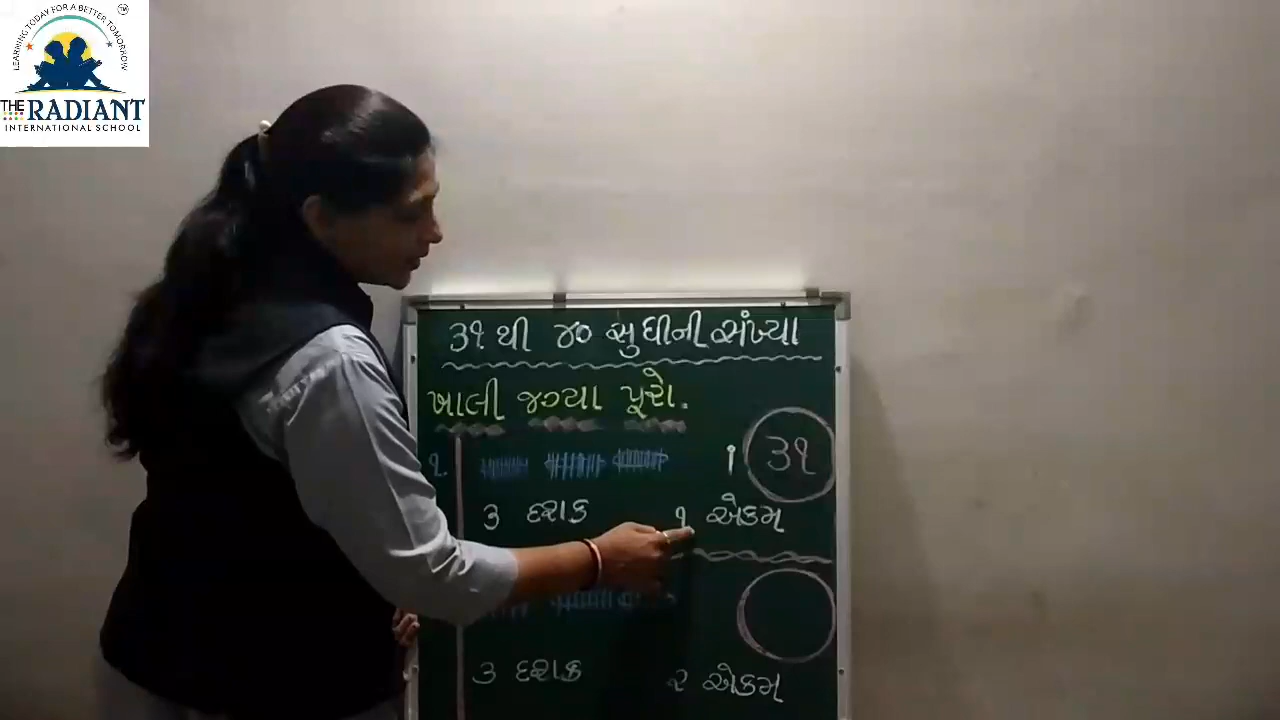 LEARNING TODAY FOR A BETTER TOMORROW
THE RADIANT
INTERNATIONAL SCHOOL
૩૧ થી ૪૦ સુધીની સંખ્યા
ખાલી જગ્યા પૂરો.
૧.
૩૧
૩ દશક ૧ એકમ
૩ દશક ૨ એકમ